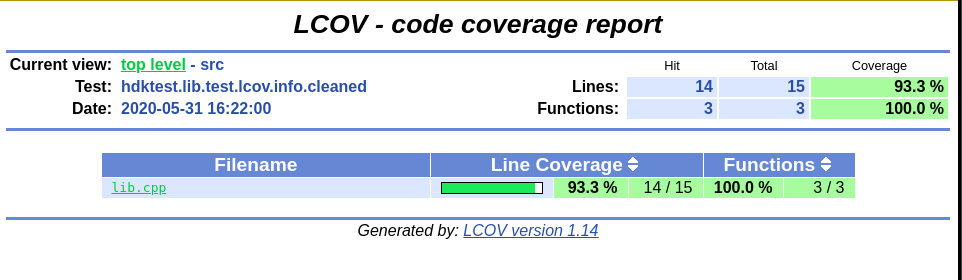 LCOV - code coverage report
Current view: top level - src Hit Total Coverage
Test: hdktest.lib.test.lcov.info.cleaned Lines: 14 15 93.3 %
Date: 2020-05-31 16:22:00 Functions: 3 3 100.0 %
Filename Line Coverage Functions
lib.cpp 93.3 % 14 / 15 100.0 % 3 / 3
Generated by: LCOV version 1.14